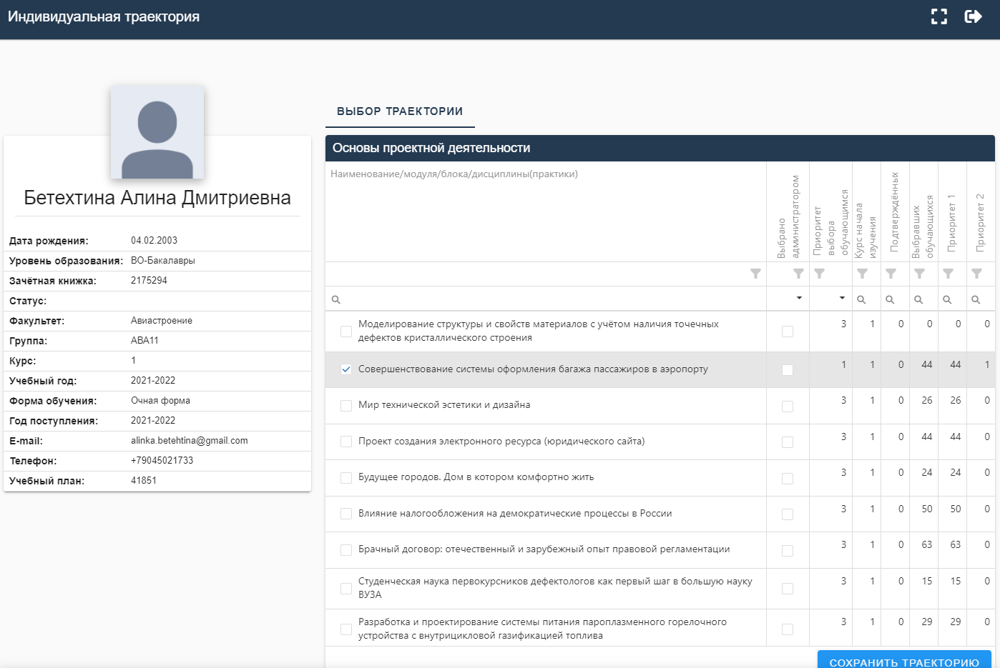 Индивидуальная траектория
Бетехтина Алина Дмитриевна
Дата рождения: 04.02.2003
Уровень образования: ВО-Бакалавры
Зачётная книжка: 2175294
Статус:
Факультет: Авиастроение
Группа: АВА11
Курс: 1
Учебный год: 2021-2022
Форма обучения: Очная форма
Год поступления: 2021-2022
E-mail: alinka.betehtina@gmail.com
Телефон: +79045021733
Учебный план: 41851
ВЫБОР ТРАЕКТОРИИ
Основы проектной деятельности
Наименование/модуля/блока/дисциплины(практики)
Выбрано
администратором
Приоритет
выбора
обучающимся
Курс начала
изучения
Подтверждённых
Выбравших
обучающихся
Приоритет 1
Приоритет 2
Моделирование структуры и свойств материалов с учётом наличия точечных 3 1 0 0 0 0
дефектов кристаллического строения
Совершенствование системы оформления багажа пассажиров в аэропорту 1 1 0 44 44 1
Мир технической эстетики и дизайна 3 1 0 26 26 0
Проект создания электронного ресурса (юридического сайта) 3 1 0 44 44 0
Будущее городов. Дом в котором комфортно жить 3 1 0 24 24 0
Влияние налогообложения на демократические процессы в России 3 1 0 50 50 0
Брачный договор: отечественный и зарубежный опыт правовой регламентации 3 1 0 63 63 0
Студенческая наука первокурсников дефектологов как первый шаг в большую науку 3 1 0 15 15 0
ВУЗА
Разработка и проектирование системы питания пароплазменного горелочного 3 1 0 29 29 0
устройства с внутрицикловой газификацией топлива
СОХРАНИТЬ ТРАЕКТОРИЮ